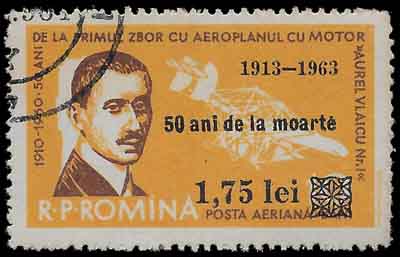 1910-1960 · 50 ANI
DE LA PRIMUL ZBOR CU AEROPLANUL CU MOTOR
»AUREL VLAICU Nr.1«
1913-1963
50 ani de la moarte
1,75 lei
R·P·ROMINA
POSTA AERIANA